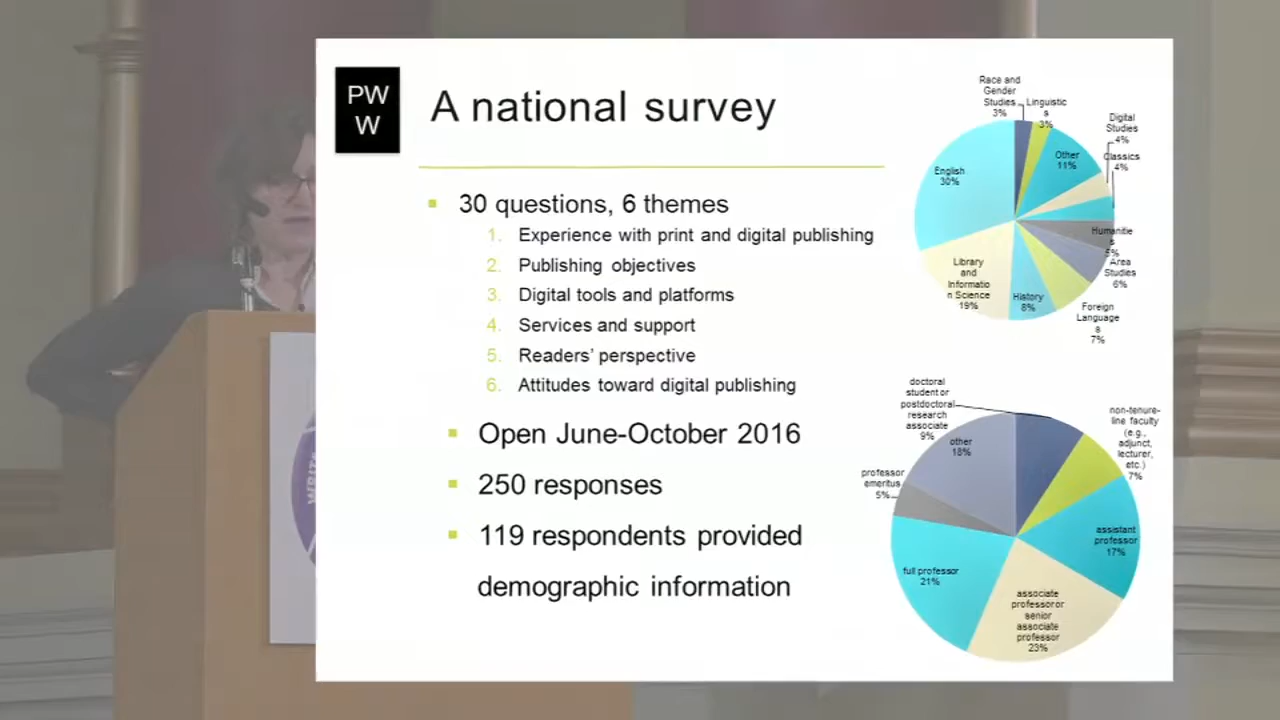 PW
W
A national survey
30 questions, 6 themes
1. Experience with print and digital publishing
2. Publishing objectives
3. Digital tools and platforms
4. Services and support
5. Readers’ perspective
6. Attitudes toward digital publishing
Open June-October 2016
250 responses
119 respondents provided
demographic information
Race and
Gender
Studies
3%
Linguistic
s
3%
Digital
Studies
4%
Classics
4%
Other
11%
English
30%
Humanitie
s
5%
Area
Studies
6%
Library
and
Informatio
n Science
19%
History
8%
Foreign
Language
s
7%
doctoral
student or
postdoctoral
research
associate
9%
non-tenure-
line faculty
(e.g.,
adjunct,
lecturer,
etc.)
7%
other
18%
professor
emeritus
5%
assistant
professor
17%
full professor
21%
associate
professor or
senior
associate
professor
23%